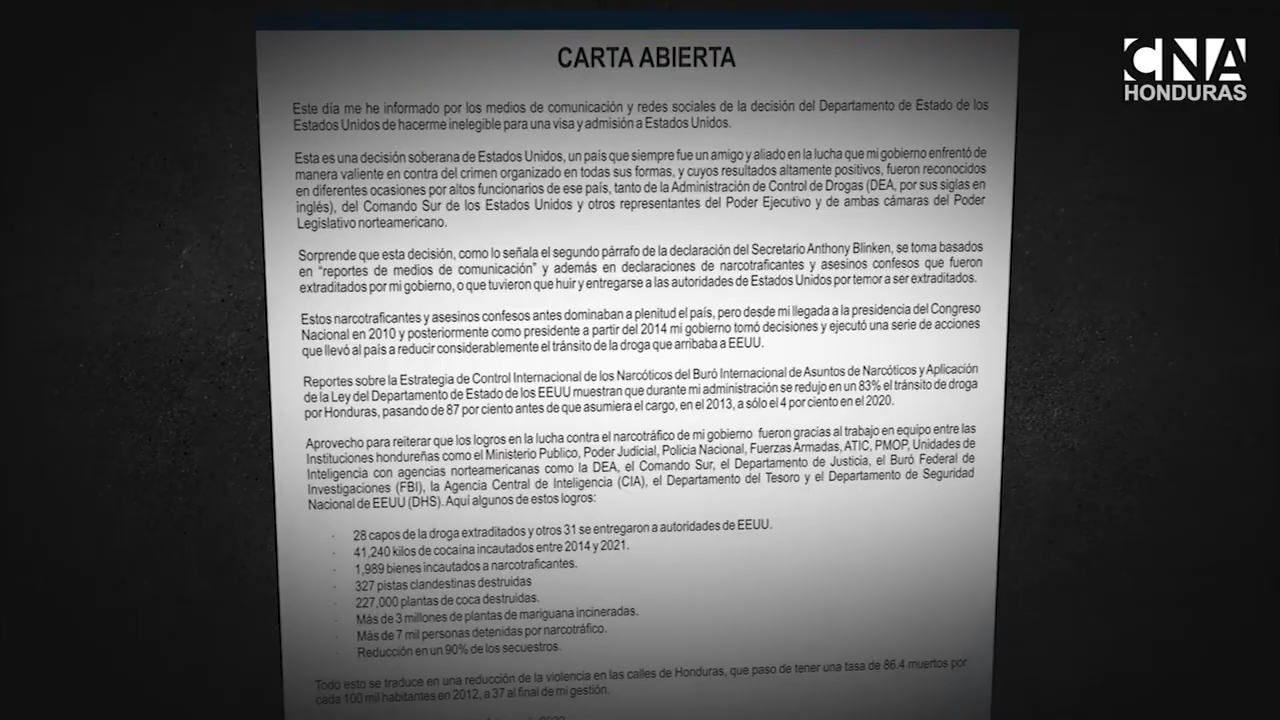 CNA
HONDURAS
CARTA ABIERTA
Este día me he informado por los medios de comunicación y redes sociales de la decisión del Departamento de Estado de los
Estados Unidos de hacerme inelegible para una visa y admisión a Estados Unidos.
Esta es una decisión soberana de Estados Unidos, un país que siempre fue un amigo y aliado en la lucha que mi gobierno enfrentó de
manera valiente en contra del crimen organizado en todas sus formas, y cuyos resultados altamente positivos, fueron reconocidos
en diferentes ocasiones por altos funcionarios de ese país, tanto de la Administración de Control de Drogas (DEA, por sus siglas en
inglés), del Comando Sur de los Estados Unidos y otros representantes del Poder Ejecutivo y de ambas cámaras del Poder
Legislativo norteamericano.
Sorprende que esta decisión, como lo señala el segundo párrafo de la declaración del Secretario Anthony Blinken, se toma basados
en "reportes de medios de comunicación" y además en declaraciones de narcotraficantes y asesinos confesos que fueron
extraditados por mi gobierno, o que tuvieron que huir y entregarse a las autoridades de Estados Unidos por temor a ser extraditados.
Estos narcotraficantes y asesinos confesos antes dominaban a plenitud el país, pero desde mi llegada a la presidencia del Congreso
Nacional en 2010 y posteriormente como presidente a partir del 2014 mi gobierno tomó decisiones y ejecutó una serie de acciones
que llevó al país a reducir considerablemente el tránsito de la droga que arribaba a EEUU.
Reportes sobre la Estrategia de Control Internacional de los Narcóticos del Buró Internacional de Asuntos de Narcóticos y Aplicación
de la Ley del Departamento de Estado de los EEUU muestran que durante mi administración se redujo en un 83% el tránsito de droga
por Honduras, pasando de 87 por ciento antes de que asumiera el cargo, en el 2013, a sólo el 4 por ciento en el 2020.
Aprovecho para reiterar que los logros en la lucha contra el narcotráfico de mi gobierno fueron gracias al trabajo en equipo entre las
Instituciones hondureñas como el Ministerio Publico, Poder Judicial, Policia Nacional, Fuerzas Armadas, ATIC, PMOP, Unidades de
Inteligencia con agencias norteamericanas como la DEA, el Comando Sur, el Departamento de Justicia, el Buró Federal de
Investigaciones (FBI), la Agencia Central de Inteligencia (CIA), el Departamento del Tesoro y el Departamento de Seguridad
Nacional de EEUU (DHS). Aquí algunos de estos logros:
· 28 capos de la droga extraditados y otros 31 se entregaron a autoridades de EEUU.
· 41,240 kilos de cocaína incautados entre 2014 y 2021.
· 1,989 bienes incautados a narcotraficantes.
· 327 pistas clandestinas destruidas
· 227,000 plantas de coca destruidas.
· Más de 3 millones de plantas de mariguana incineradas.
· Más de 7 mil personas detenidas por narcotráfico.
· Reducción en un 90% de los secuestros.
Todo esto se traduce en una reducción de la violencia en las calles de Honduras, que paso de tener una tasa de 86.4 muertos por
cada 100 mil habitantes en 2012, a 37 al final de mi gestión.